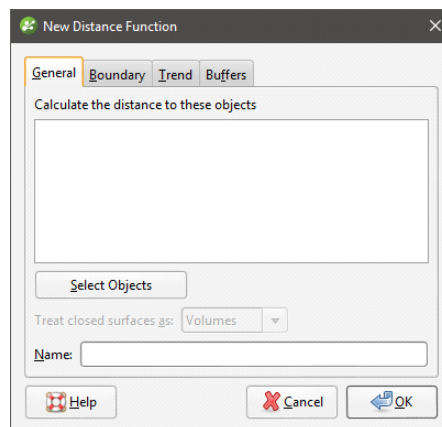 New Distance Function
General Boundary Trend Buffers
Calculate the distance to these objects
Select Objects
Treat closed surfaces as: Volumes
Name:
Help Cancel OK